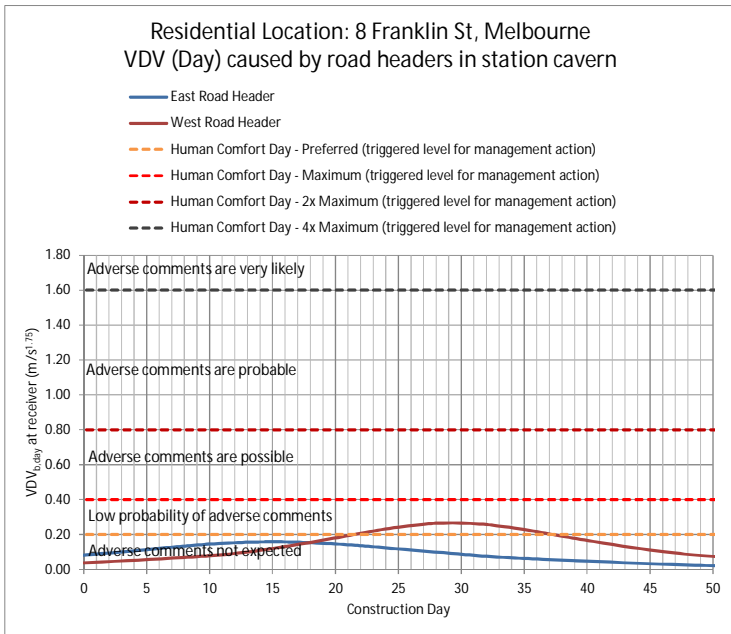 Residential Location: 8 Franklin St, Melbourne
VDV (Day) caused by road headers in station cavern
East Road Header
West Road Header
Human Comfort Day - Preferred (triggered level for management action)
Human Comfort Day - Maximum (triggered level for management action)
Human Comfort Day - 2x Maximum (triggered level for management action)
Human Comfort Day - 4x Maximum (triggered level for management action)
VDVb,day at receiver (m/s1.75)
1.80
1.60
1.40
1.20
1.00
0.80
0.60
0.40
0.20
0.00
Adverse comments are very likely
Adverse comments are probable
Adverse comments are possible
Low probability of adverse comments
Adverse comments not expected
0 5 10 15 20 25 30 35 40 45 50
Construction Day